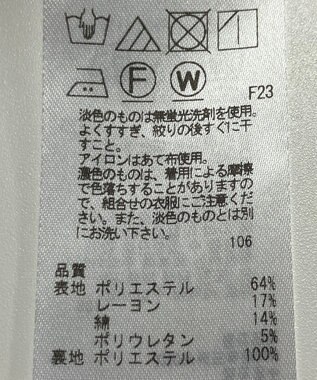 F
W
F23
淡色のものは無蛍光洗剤を使用。
よくすすぎ、絞りの後すぐに干
すこと。
アイロンはあて布使用。
濃色のものは、着用による摩擦
で色落ちすることがありますの
で、組合せの衣服にご注意くださ
い。また、淡色のものとは別
にお洗い下さい。
106
品質
表地 ポリエステル 64%
レーヨン 17%
綿 14%
ポリウレタン 5%
裏地 ポリエステル 100%